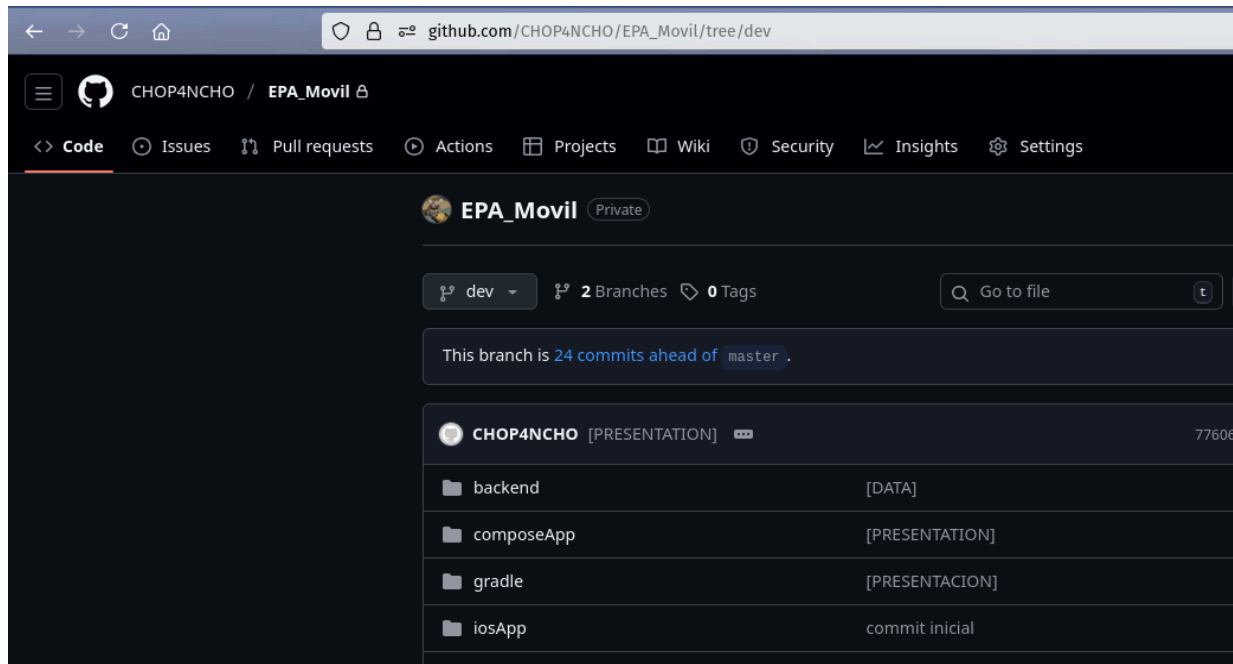 github.com/CHOP4NCHO/EPA_Movil/tree/dev
CHOP4NCHO / EPA_Movil
<> Code Issues Pull requests Actions Projects Wiki Security Insights Settings
EPA_Movil Private
dev 2 Branches 0 Tags Go to file t
This branch is 24 commits ahead of master .
CHOP4NCHO [PRESENTATION] 77606
backend [DATA]
composeApp [PRESENTATION]
gradle [PRESENTACION]
iosApp commit inicial